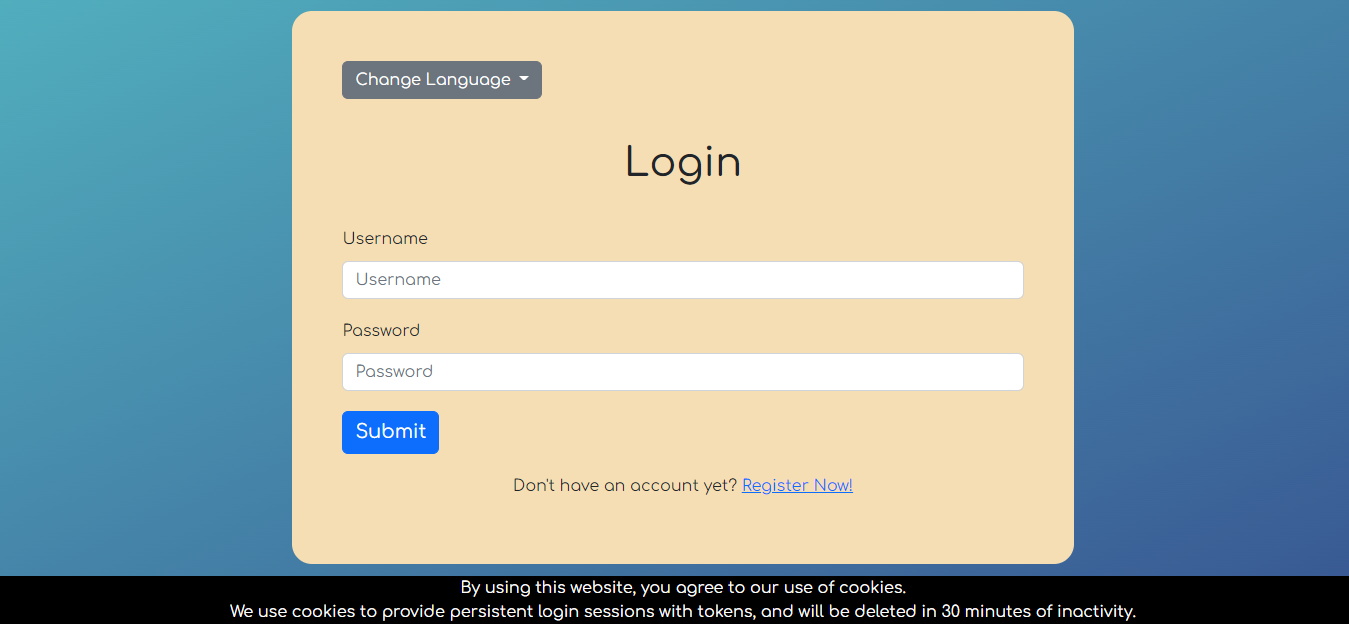 Change Language
Login
Username
Username
Password
Password
Submit
Don't have an account yet? Register Now!
By using this website, you agree to our use of cookies.
We use cookies to provide persistent login sessions with tokens, and will be deleted in 30 minutes of inactivity.